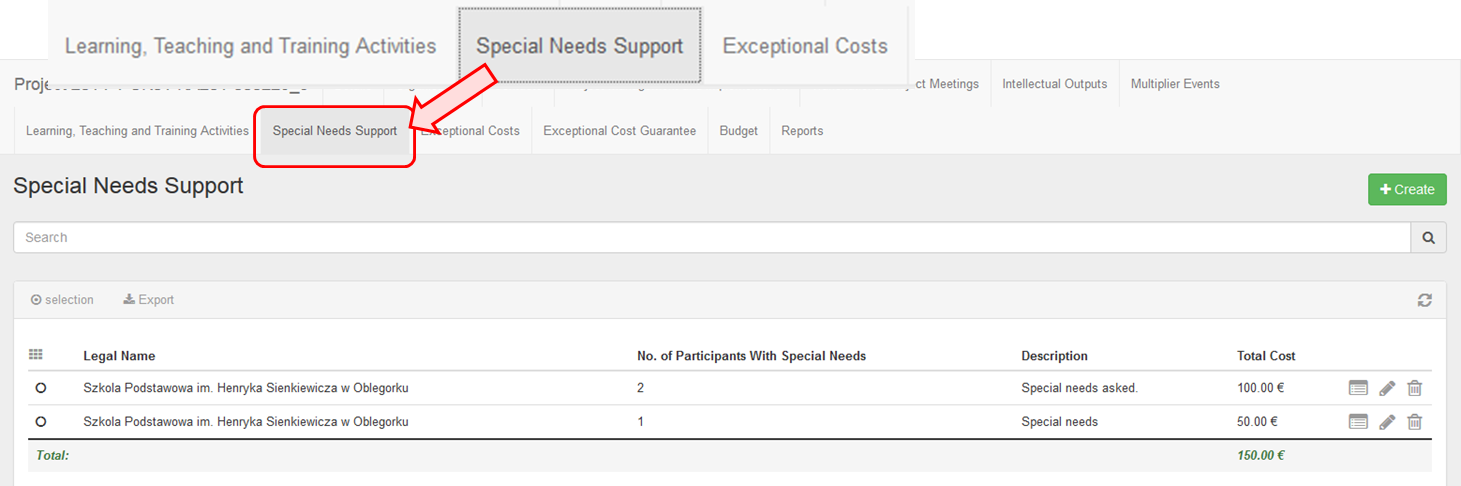 Learning, Teaching and Training Activities Special Needs Support Exceptional Costs
ct Meetings Intellectual Outputs Multiplier Events
Learning, Teaching and Training Activities Special Needs Support Exceptional Costs Exceptional Cost Guarantee Budget Reports
Special Needs Support
Create
Search
selection Export
Legal Name No. of Participants With Special Needs Description Total Cost
Szkola Podstawowa im. Henryka Sienkiewicza w Oblegorku 2 Special needs asked. 100.00 €
Szkola Podstawowa im. Henryka Sienkiewicza w Oblegorku 1 Special needs 50.00 €
Total: 150.00 €